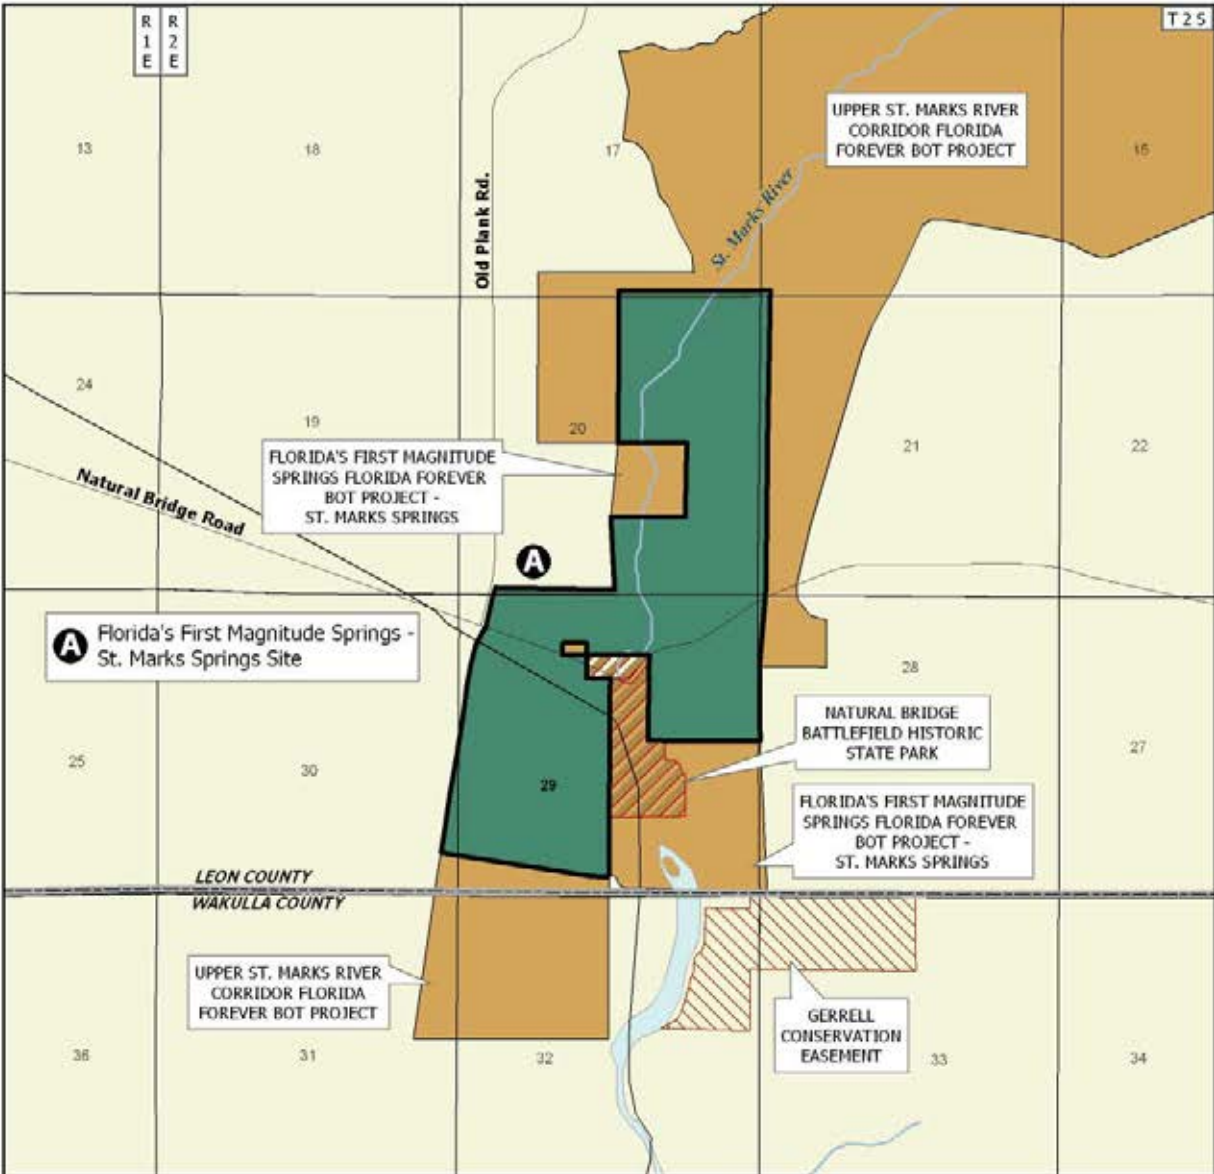 R
1
E
R
2
E
T 2 S
UPPER ST. MARKS RIVER
CORRIDOR FLORIDA
FOREVER BOT PROJECT
13
18
17
15
Old Plank Rd.
St. Marks River
24
19
20
21
22
FLORIDA'S FIRST MAGNITUDE
SPRINGS FLORIDA FOREVER
BOT PROJECT -
ST. MARKS SPRINGS
Natural Bridge Road
A
A
Florida's First Magnitude Springs -
St. Marks Springs Site
28
NATURAL BRIDGE
BATTLEFIELD HISTORIC
STATE PARK
25
30
29
27
FLORIDA'S FIRST MAGNITUDE
SPRINGS FLORIDA FOREVER
BOT PROJECT -
ST. MARKS SPRINGS
LEON COUNTY
WAKULLA COUNTY
UPPER ST. MARKS RIVER
CORRIDOR FLORIDA
FOREVER BOT PROJECT
GERRELL
CONSERVATION
EASEMENT
36
31
32
33
34